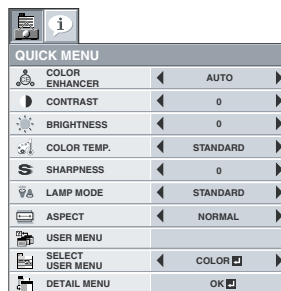 QUICK MENU
COLOR
ENHANCER AUTO
CONTRAST 0
BRIGHTNESS 0
COLOR TEMP. STANDARD
SHARPNESS 0
LAMP MODE STANDARD
ASPECT NORMAL
USER MENU
SELECT
USER MENU COLOR
DETAIL MENU OK